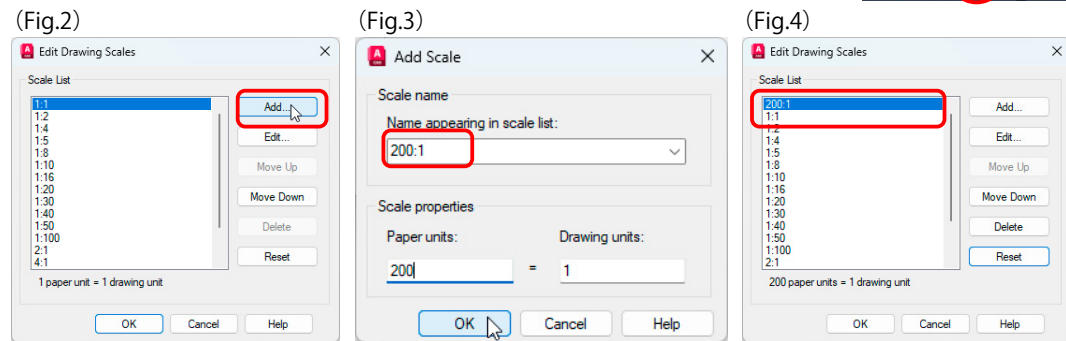 (Fig.2)
Edit Drawing Scales
Scale List
1:1
1:2
1:4
1:5
1:8
1:10
1:16
1:20
1:30
1:40
1:50
1:100
2:1
4:1
Add...
Edit...
Move Up
Move Down
Delete
Reset
1 paper unit = 1 drawing unit
OK Cancel Help
(Fig.3)
Add Scale
Scale name
Name appearing in scale list:
200:1
Scale properties
Paper units: Drawing units:
200 = 1
OK Cancel Help
(Fig.4)
Edit Drawing Scales
Scale List
200:1
1:1
1:2
1:4
1:5
1:8
1:10
1:16
1:20
1:30
1:40
1:50
1:100
2:1
Add...
Edit...
Move Up
Move Down
Delete
Reset
200 paper units = 1 drawing unit
OK Cancel Help